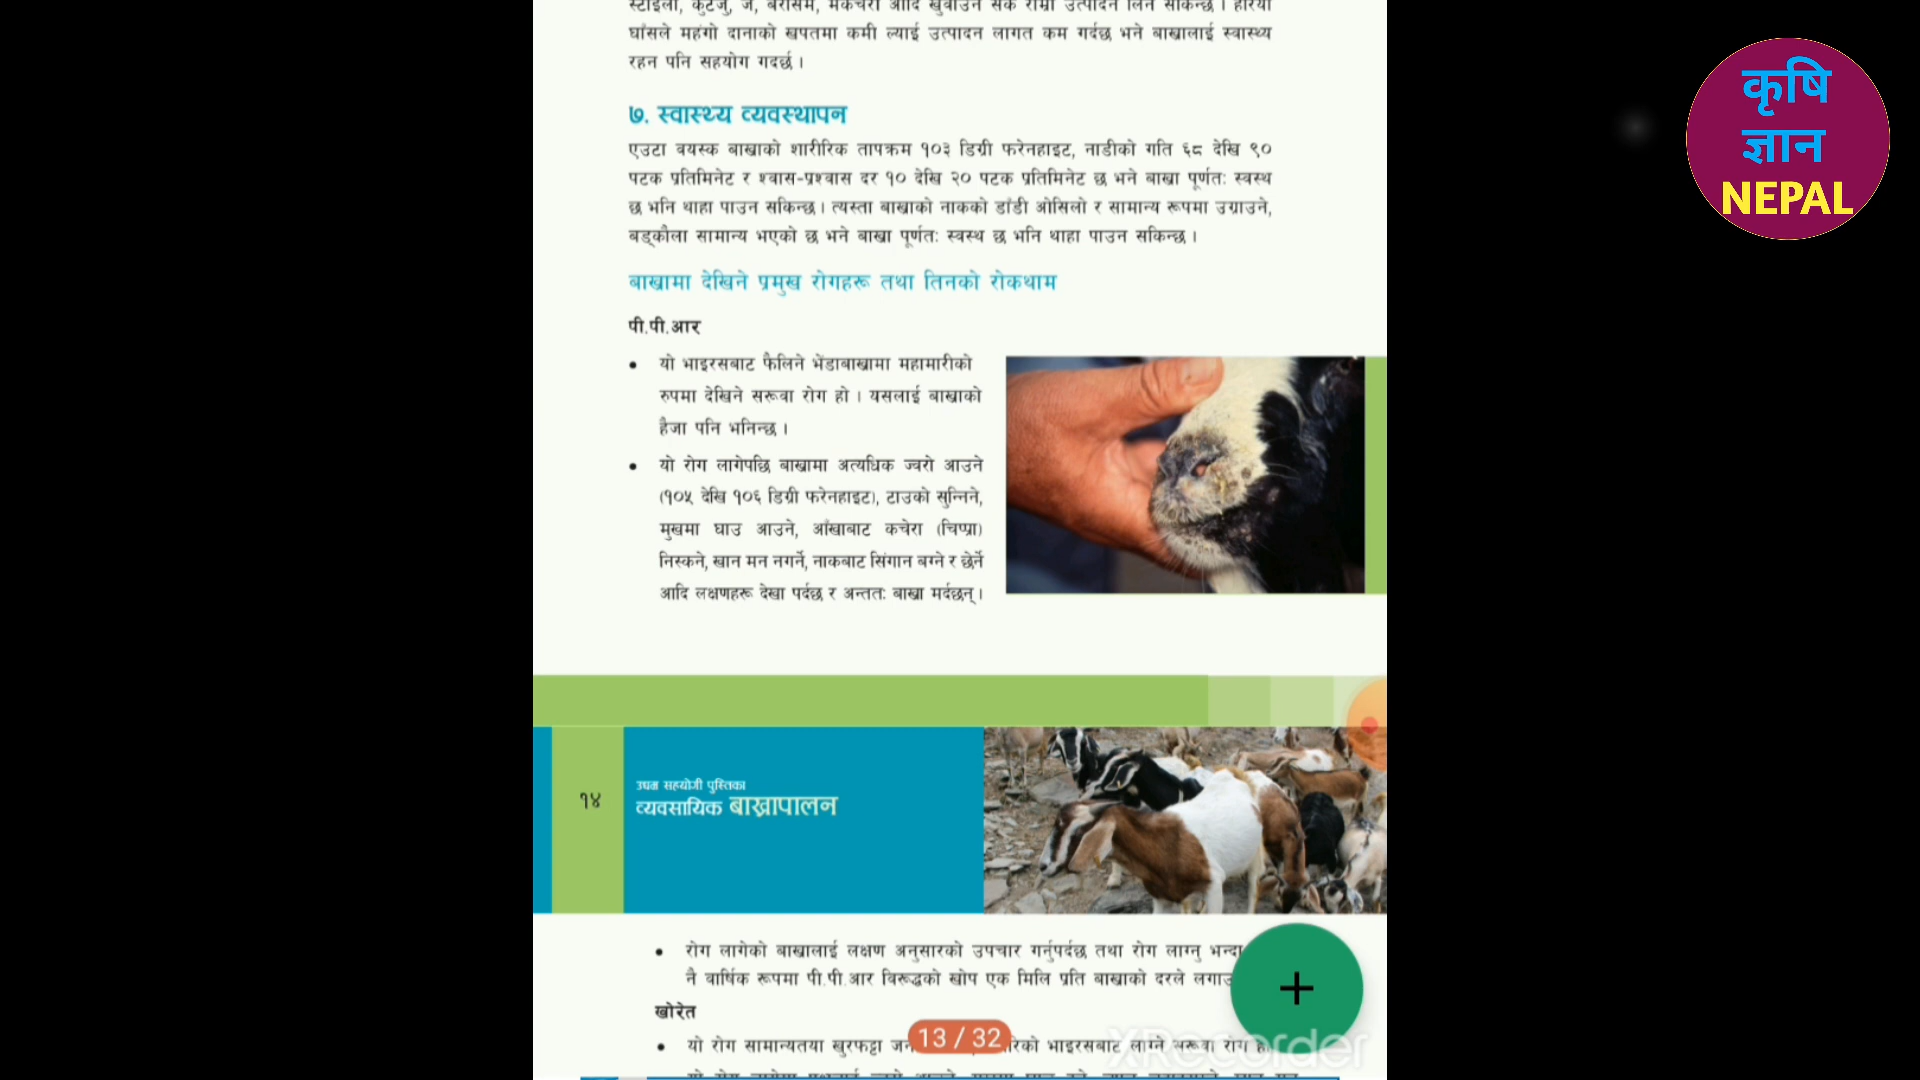 स्टाइलो, कुटजु, जै, बरसिम, मकैचरी आदि खुवाउन सके राम्रो उत्पादन लिन सकिन्छ । हरियो
घाँसले महंगो दानाको खपतमा कमी ल्याई उत्पादन लागत कम गर्दछ भने बाख्रालाई स्वास्थ्य
रहन पनि सहयोग गदर्छ ।
७. स्वास्थ्य व्यवस्थापन
एउटा वयस्क बाख्राको शारीरिक तापक्रम १०३ डिग्री फरेनहाइट, नाडीको गति ६८ देखि ९०
पटक प्रतिमिनेट र श्वास-प्रश्वास दर १० देखि २० पटक प्रतिमिनेट छ भने बाख्रा पूर्णतः स्वस्थ
छ भनि थाहा पाउन सकिन्छ । त्यस्ता बाख्राको नाकको डाँडी ओसिलो र सामान्य रूपमा उग्राउने,
बड्कौला सामान्य भएको छ भने बाख्रा पूर्णतः स्वस्थ छ भनि थाहा पाउन सकिन्छ ।
बाख्रामा देखिने प्रमुख रोगहरू तथा तिनको रोकथाम
पी.पी.आर
• यो भाइरसबाट फैलिने भेंडाबाख्रामा महामारीको
रुपमा देखिने सरूवा रोग हो । यसलाई बाख्राको
हैजा पनि भनिन्छ ।
• यो रोग लागेपछि बाख्रामा अत्यधिक ज्वरो आउने
(१०५ देखि १०६ डिग्री फरेनहाइट), टाउको सुन्निने,
मुखमा घाउ आउने, आँखाबाट कचेरा (चिप्प्रा)
निस्कने, खान मन नगर्ने, नाकबाट सिंगान बग्ने र छेर्ने
आदि लक्षणहरू देखा पर्दछ र अन्ततः बाख्रा मर्दछन् ।
१४
उद्यम सहयोगी पुस्तिका
व्यवसायिक बाख्रापालन
• रोग लागेको बाख्रालाई लक्षण अनुसारको उपचार गर्नुपर्दछ तथा रोग लाग्नु भन्दा
नै वार्षिक रूपमा पी.पी.आर विरूद्धको खोप एक मिलि प्रति बाख्राको दरले लगाउ
खोरेत
• यो रोग सामान्यतया खुरफट्टा भाइरसबाट लाग्ने सरूवा रोग
13 / 32
XRecorder
कृषि
ज्ञान
NEPAL